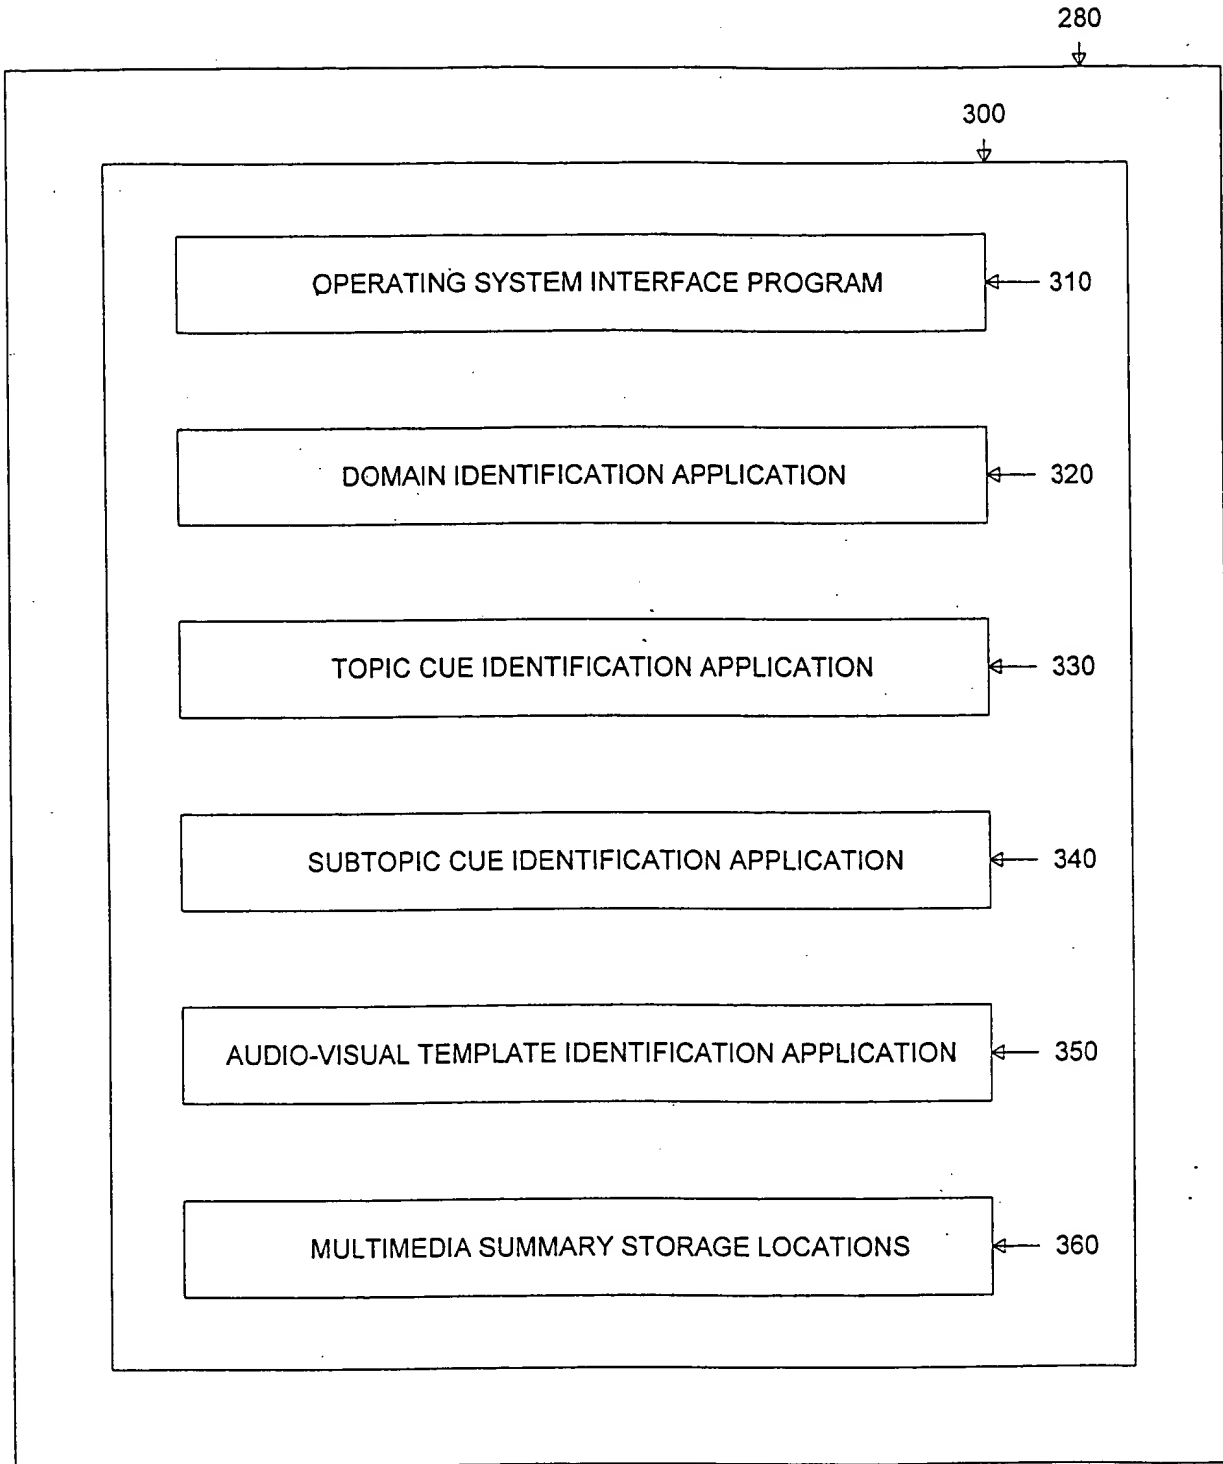 280
300
OPERATING SYSTEM INTERFACE PROGRAM 310
DOMAIN IDENTIFICATION APPLICATION 320
TOPIC CUE IDENTIFICATION APPLICATION 330
SUBTOPIC CUE IDENTIFICATION APPLICATION 340
AUDIO-VISUAL TEMPLATE IDENTIFICATION APPLICATION 350
MULTIMEDIA SUMMARY STORAGE LOCATIONS 360